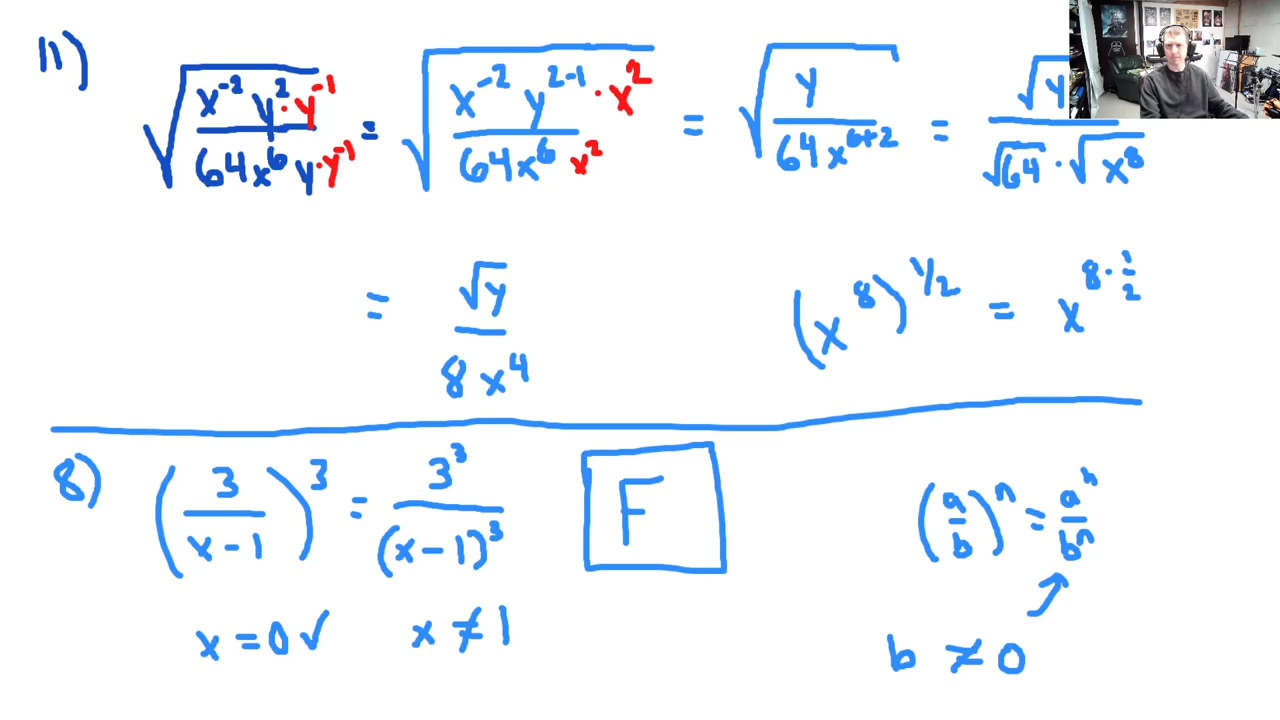 11) √(x⁻² y² · y⁻¹ / 64x⁶ y · y⁻¹) = √(x⁻² y²⁻¹ · x² / 64x⁶ x²) = √(y / 64x⁶⁺²) = √y / √64 · √x⁸
= √y / 8x⁴
(x⁸)^1/2 = x^8·1/2
8) (3 / x-1)³ = 3³ / (x-1)³
F
(a/b)ⁿ = aⁿ/bⁿ
x = 0 ✓ x ≠ 1
b ≠ 0